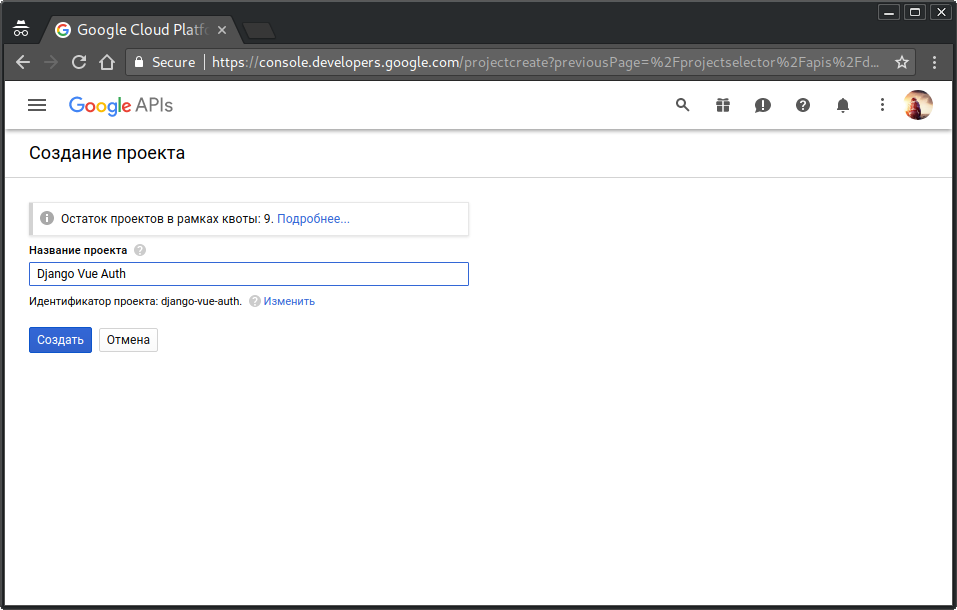 Google Cloud Platf
Secure
https://console.developers.google.com/projectcreate?previousPage=%2Fprojectselector%2Fapis%2Fd...
Google APIs
Создание проекта
Остаток проектов в рамках квоты: 9. Подробнее...
Название проекта
Django Vue Auth
Идентификатор проекта: django-vue-auth. Изменить
Создать Отмена